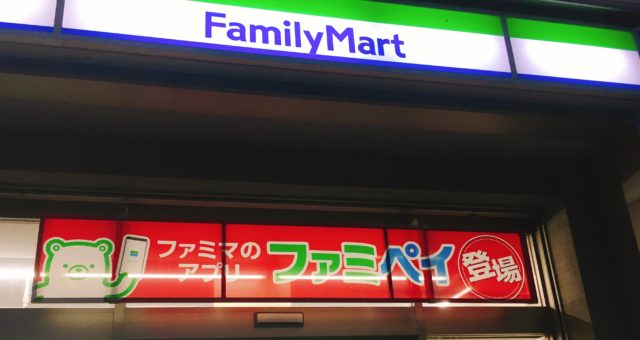 FamilyMart
ファミマの
アプリ
ファミペイ
登場